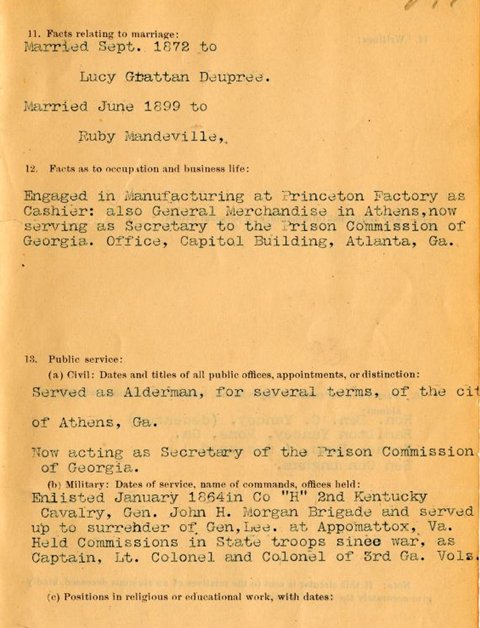 11. Facts relating to marriage:
Married Sept. 1872 to
Lucy Gtattan Deupree.
Married June 1899 to
Ruby Mandeville,
12. Facts as to occupation and business life:
Engaged in Manufacturing at Princeton Factory as
Cashier: also General Merchandise in Athens,now
serving as Secretary to the Prison Commission of
Georgia. Office, Capitol Building, Atlanta, Ga.
13. Public service:
(a) Civil: Dates and titles of all public offices, appointments, or distinction:
Served as Alderman, for several terms, of the cit
of Athens, Ga.
Now acting as Secretary of the Prison Commission
of Georgia.
(b) Military: Dates of service, name of commands, offices held:
Enlisted January 1864in Co "H" 2nd Kentucky
Cavalry, Gen. John H. Morgan Brigade and served
up to surrehder of Gen,Lee. at Appomattox, Va.
Held Commissions in State troops since war, as
Captain, Lt. Colonel and Colonel of 3rd Ga. Vols.
(c) Positions in religious or educational work, with dates: